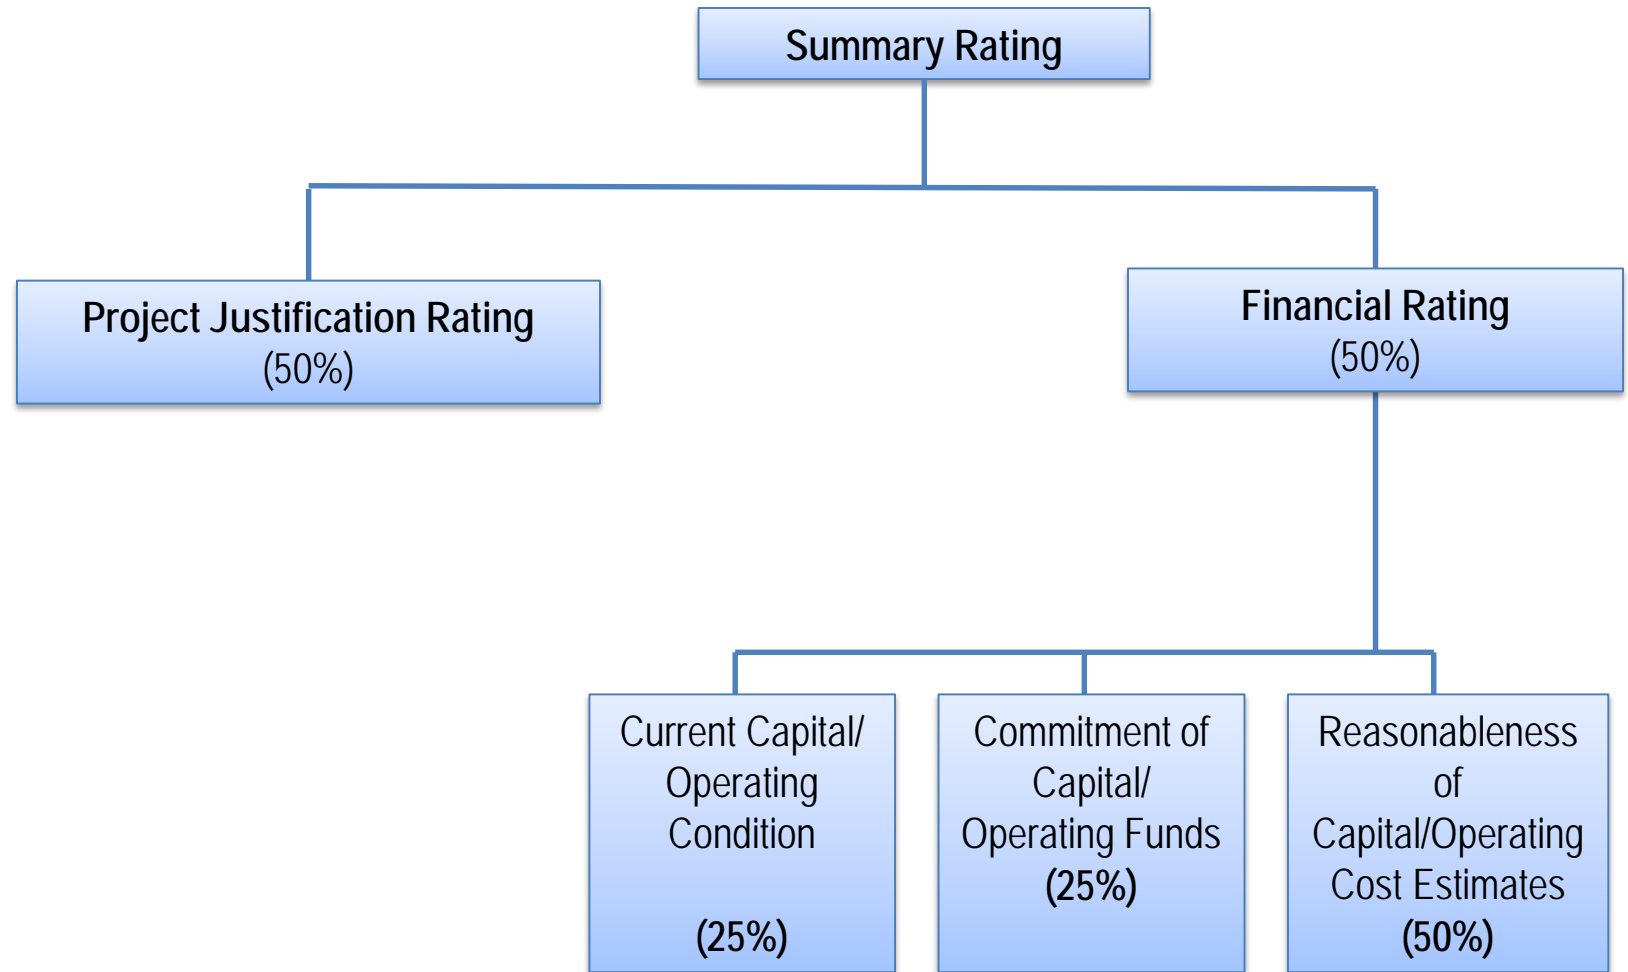 Summary Rating
Project Justification Rating
(50%)
Financial Rating
(50%)
Current Capital/
Operating
Condition
(25%)
Commitment of
Capital/
Operating Funds
(25%)
Reasonableness
of
Capital/Operating
Cost Estimates
(50%)